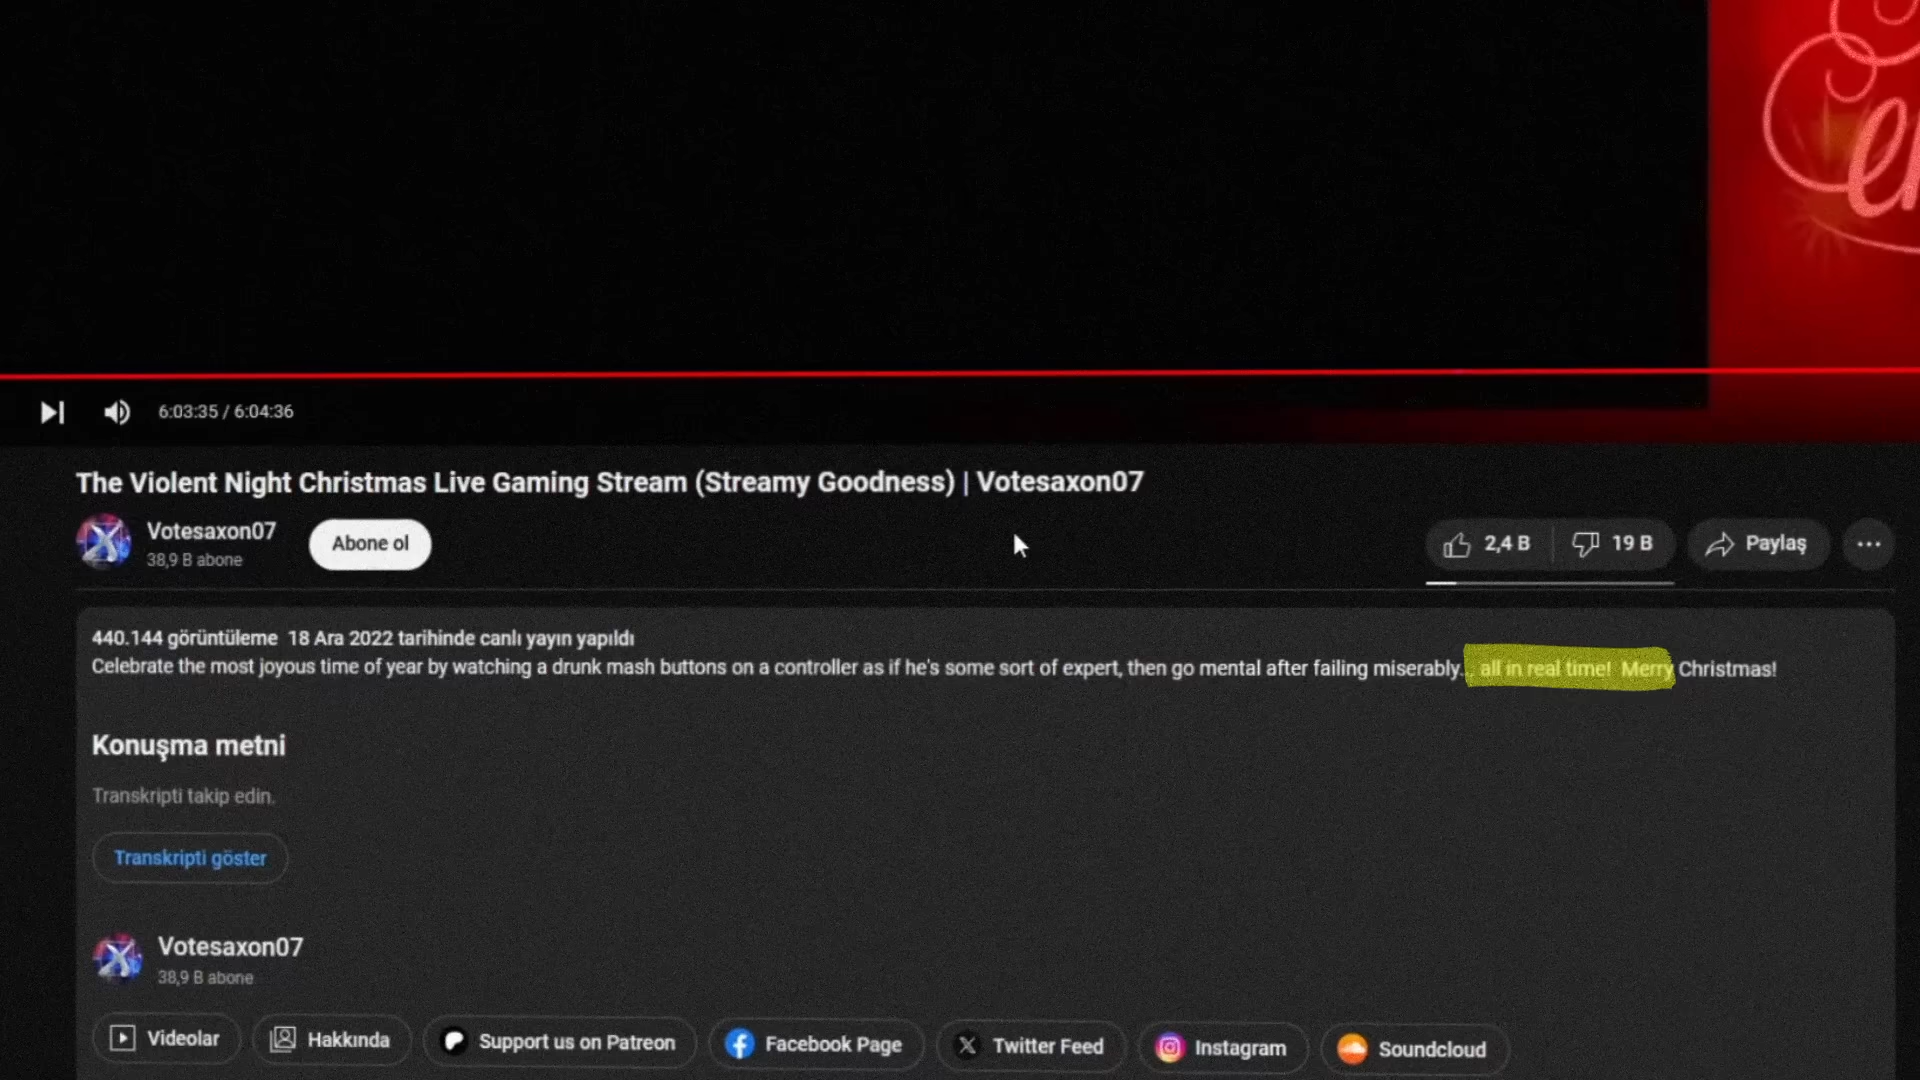 6:03:35 / 6:04:36
The Violent Night Christmas Live Gaming Stream (Streamy Goodness) | Votesaxon07
Votesaxon07
38,9 B abone
Abone ol
2,4 B
19 B
Paylaş
440.144 görüntüleme 18 Ara 2022 tarihinde canlı yayın yapıldı
Celebrate the most joyous time of year by watching a drunk mash buttons on a controller as if he's some sort of expert, then go mental after failing miserably... all in real time! Merry Christmas!
Konuşma metni
Transkripti takip edin.
Transkripti göster
Votesaxon07
38,9 B abone
Videolar
Hakkında
Support us on Patreon
Facebook Page
Twitter Feed
Instagram
Soundcloud